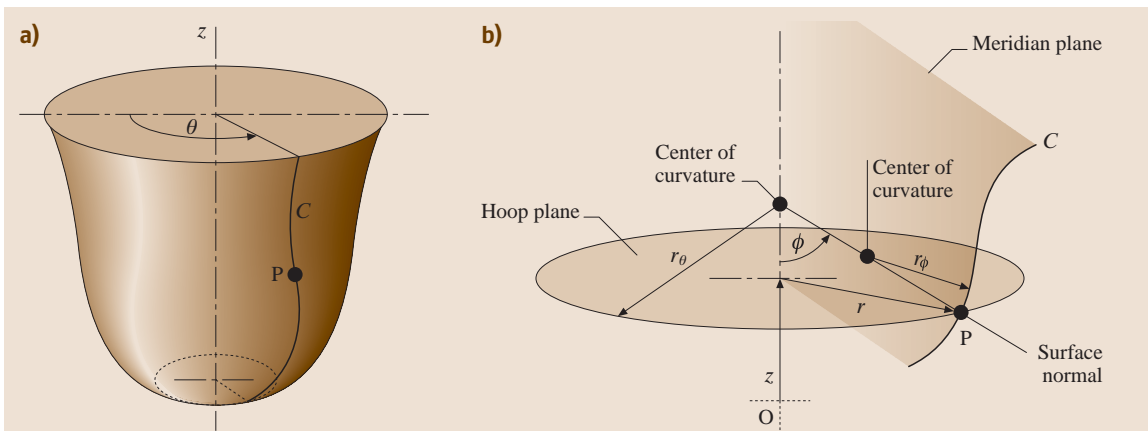 a)
z
θ
C
P
b)
Meridian plane
C
Center of
curvature
Center of
curvature
Hoop plane
ϕ
r_θ
r_ϕ
r
P
Surface
normal
z
O